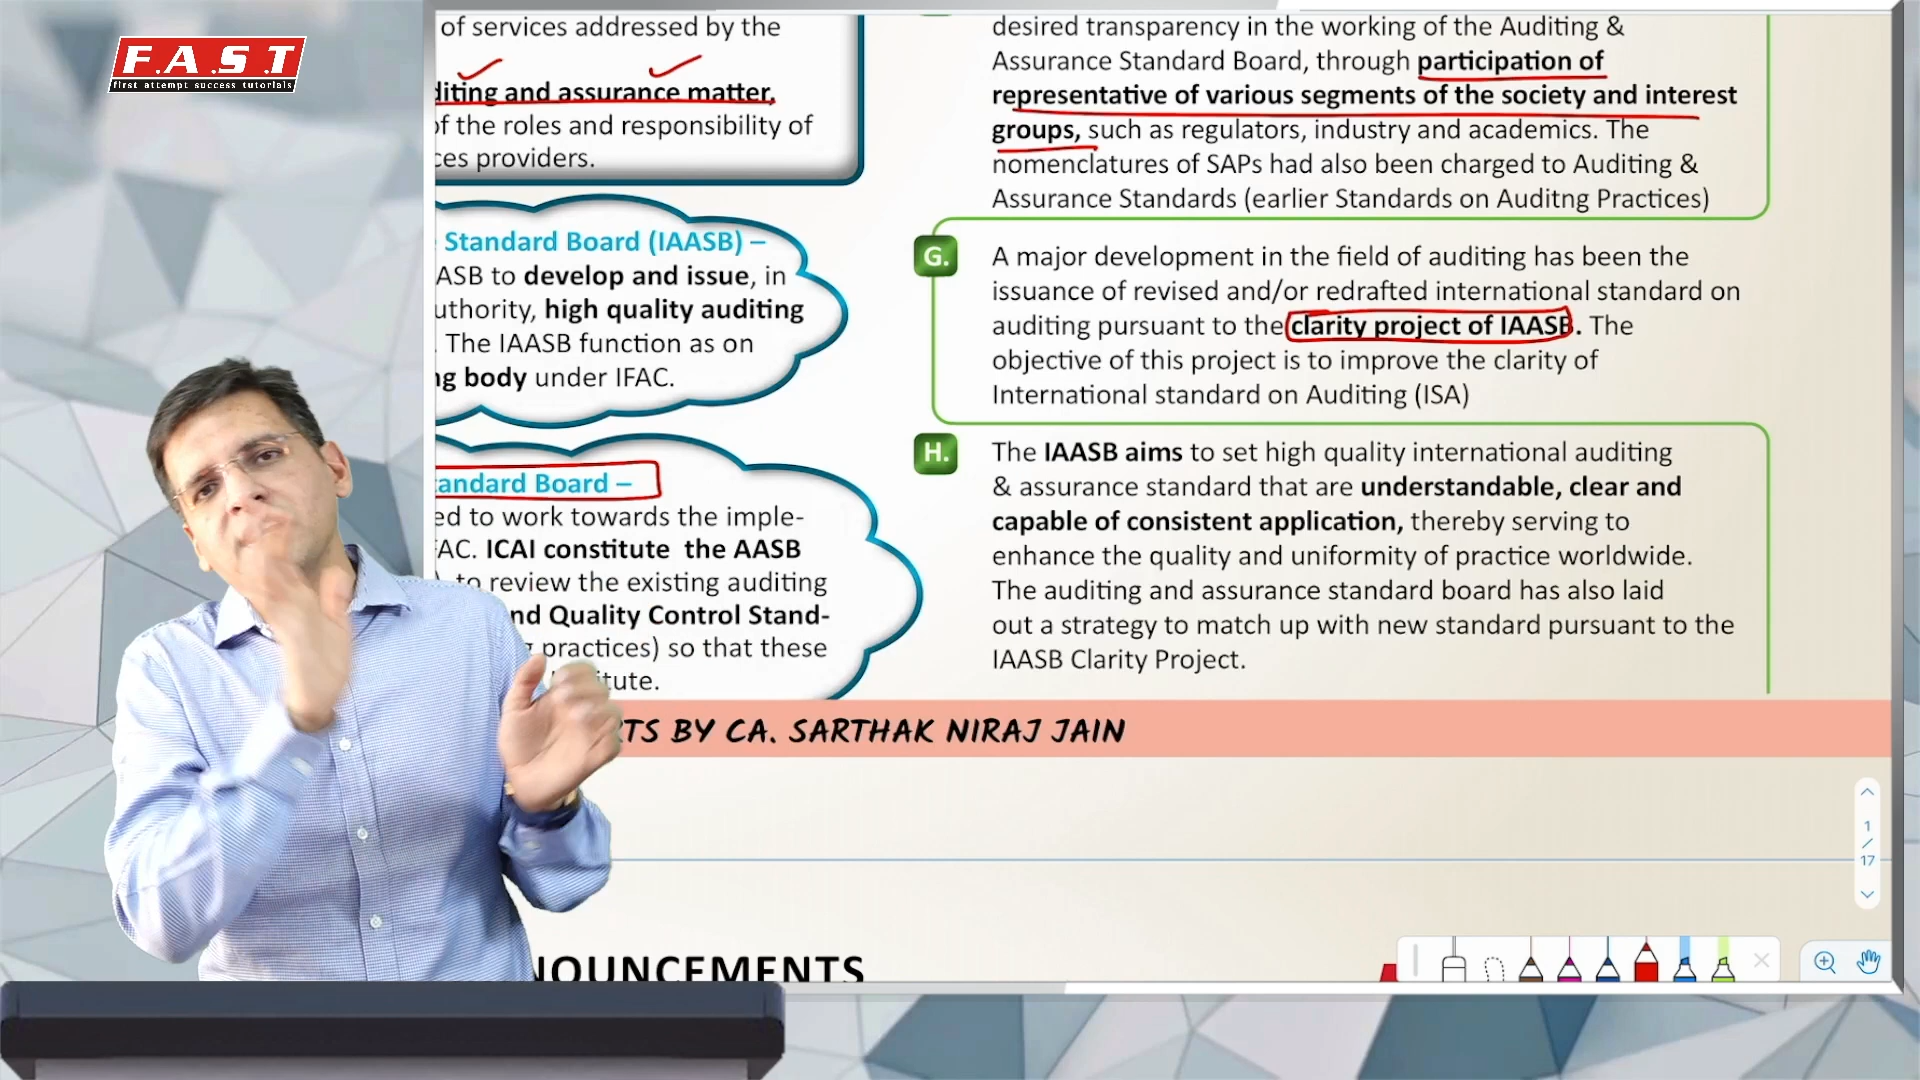 F.A.S.T
first attempt success tutorials
of services addressed by the
diting and assurance matter,
of the roles and responsibility of
ces providers.
Standard Board (IAASB) –
ASB to develop and issue, in
uthority, high quality auditing
. The IAASB function as on
ng body under IFAC.
andard Board –
ed to work towards the imple-
FAC. ICAI constitute the AASB
to review the existing auditing
nd Quality Control Stand-
practices) so that these
itute.
desired transparency in the working of the Auditing &
Assurance Standard Board, through participation of
representative of various segments of the society and interest
groups, such as regulators, industry and academics. The
nomenclatures of SAPs had also been charged to Auditing &
Assurance Standards (earlier Standards on Auditng Practices)
G.
A major development in the field of auditing has been the
issuance of revised and/or redrafted international standard on
auditing pursuant to the clarity project of IAASB. The
objective of this project is to improve the clarity of
International standard on Auditing (ISA)
H.
The IAASB aims to set high quality international auditing
& assurance standard that are understandable, clear and
capable of consistent application, thereby serving to
enhance the quality and uniformity of practice worldwide.
The auditing and assurance standard board has also laid
out a strategy to match up with new standard pursuant to the
IAASB Clarity Project.
RTS BY CA. SARTHAK NIRAJ JAIN
NOUNCEMENTS
1
/
17